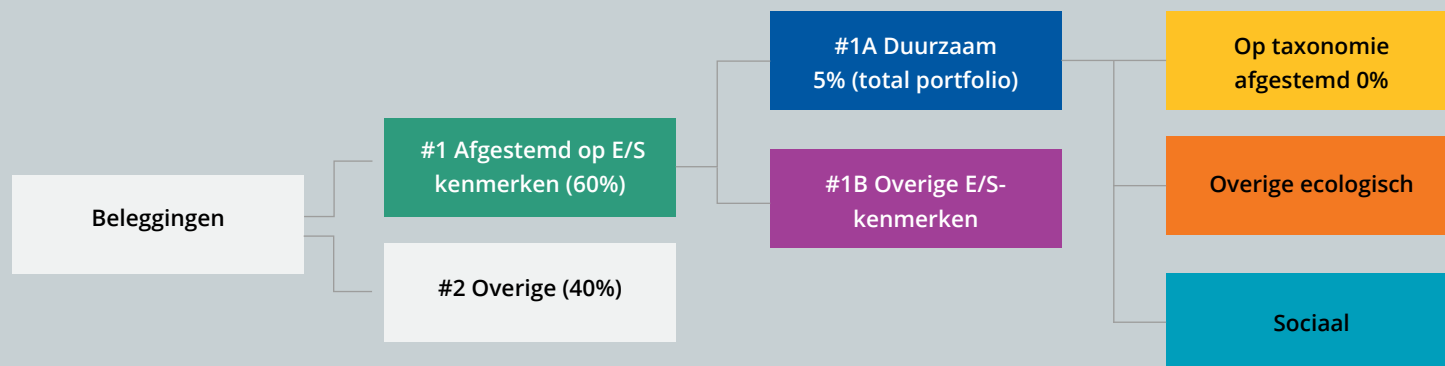 Beleggingen
#1 Afgestemd op E/S
kenmerken (60%)
#2 Overige (40%)
#1A Duurzaam
5% (total portfolio)
#1B Overige E/S-
kenmerken
Op taxonomie
afgestemd 0%
Overige ecologisch
Sociaal